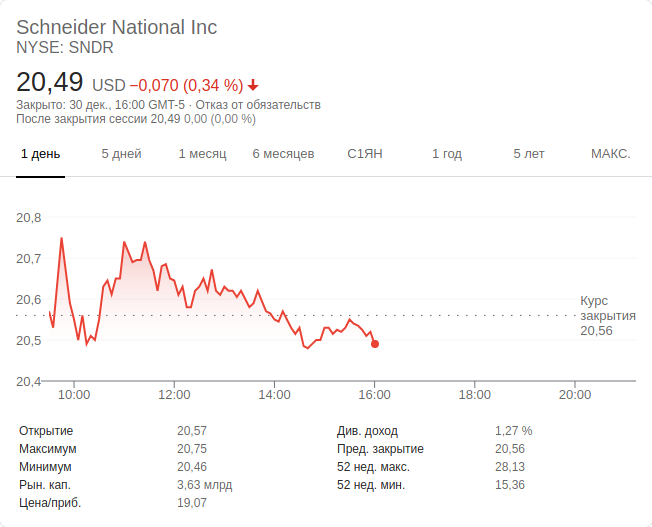 Schneider National Inc
NYSE: SNDR
20,49 USD −0,070 (0,34 %)
Закрыто: 30 дек., 16:00 GMT-5 · Отказ от обязательств
После закрытия сессии 20,49 0,00 (0,00 %)
1 день 5 дней 1 месяц 6 месяцев С1ЯН 1 год 5 лет МАКС.
20,8
20,7
20,6
20,5
20,4
Курс
закрытия
20,56
10:00 12:00 14:00 16:00 18:00 20:00
Открытие 20,57 Див. доход 1,27 %
Максимум 20,75 Пред. закрытие 20,56
Минимум 20,46 52 нед. макс. 28,13
Рын. кап. 3,63 млрд 52 нед. мин. 15,36
Цена/приб. 19,07